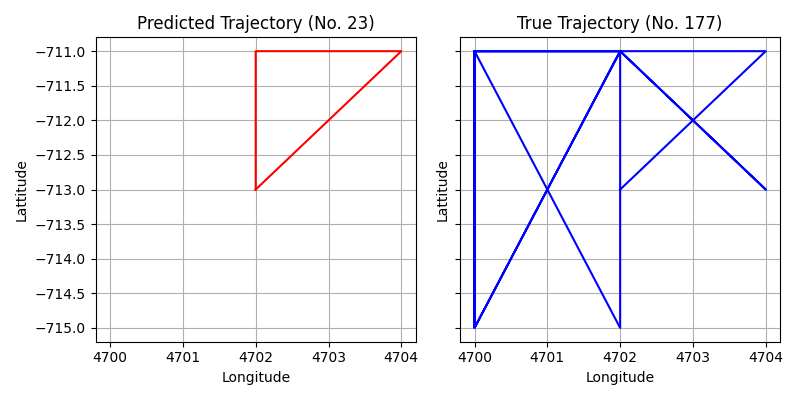 Predicted Trajectory (No. 23)
Lattitude
−711.0
−711.5
−712.0
−712.5
−713.0
−713.5
−714.0
−714.5
−715.0
4700 4701 4702 4703 4704
Longitude
True Trajectory (No. 177)
Lattitude
4700 4701 4702 4703 4704
Longitude